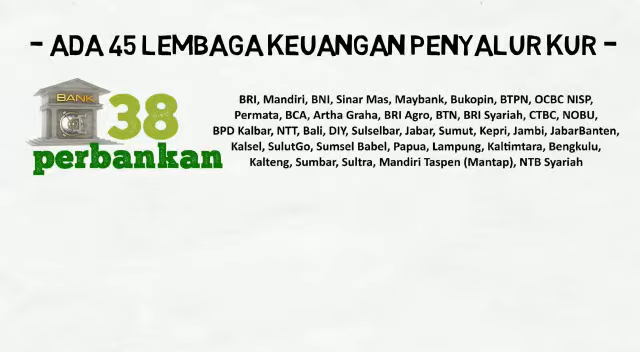 - ADA 45 LEMBAGA KEUANGAN PENYALUR KUR -
BANK
38
perbankan
BRI, Mandiri, BNI, Sinar Mas, Maybank, Bukopin, BTPN, OCBC NISP,
Permata, BCA, Artha Graha, BRI Agro, BTN, BRI Syariah, CTBC, NOBU,
BPD Kalbar, NTT, Bali, DIY, Sulselbar, Jabar, Sumut, Kepri, Jambi, JabarBanten,
Kalsel, SulutGo, Sumsel Babel, Papua, Lampung, Kaltimtara, Bengkulu,
Kalteng, Sumbar, Sultra, Mandiri Taspen (Mantap), NTB Syariah